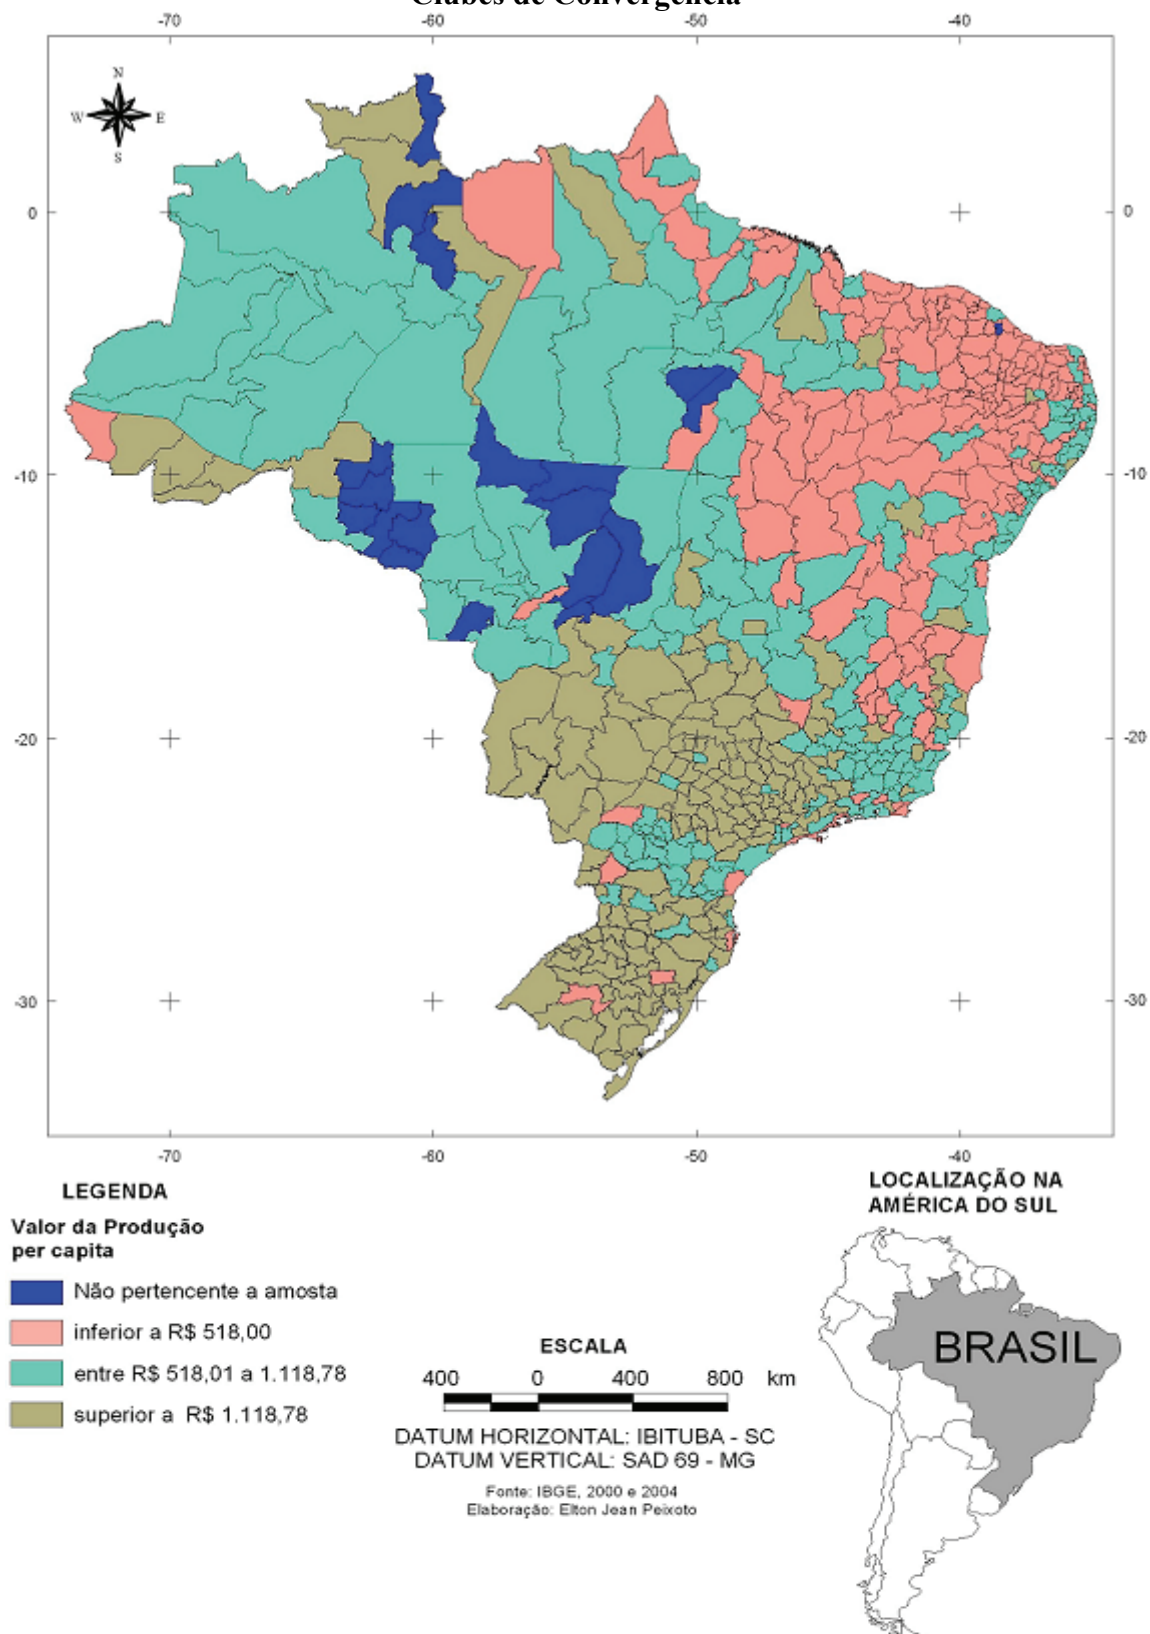 Clubes de Convergência
-70 -60 -50 -40
N
W E
S
0 0
-10 -10
-20 -20
-30 -30
-70 -60 -50 -40
LEGENDA
Valor da Produção
per capita
Não pertencente a amosta
inferior a R$ 518,00
entre R$ 518,01 a 1.118,78
superior a R$ 1.118,78
ESCALA
400 0 400 800 km
DATUM HORIZONTAL: IBITUBA - SC
DATUM VERTICAL: SAD 69 - MG
Fonte: IBGE, 2000 e 2004
Elaboração: Elton Jean Peixoto
LOCALIZAÇÃO NA
AMÉRICA DO SUL
BRASIL